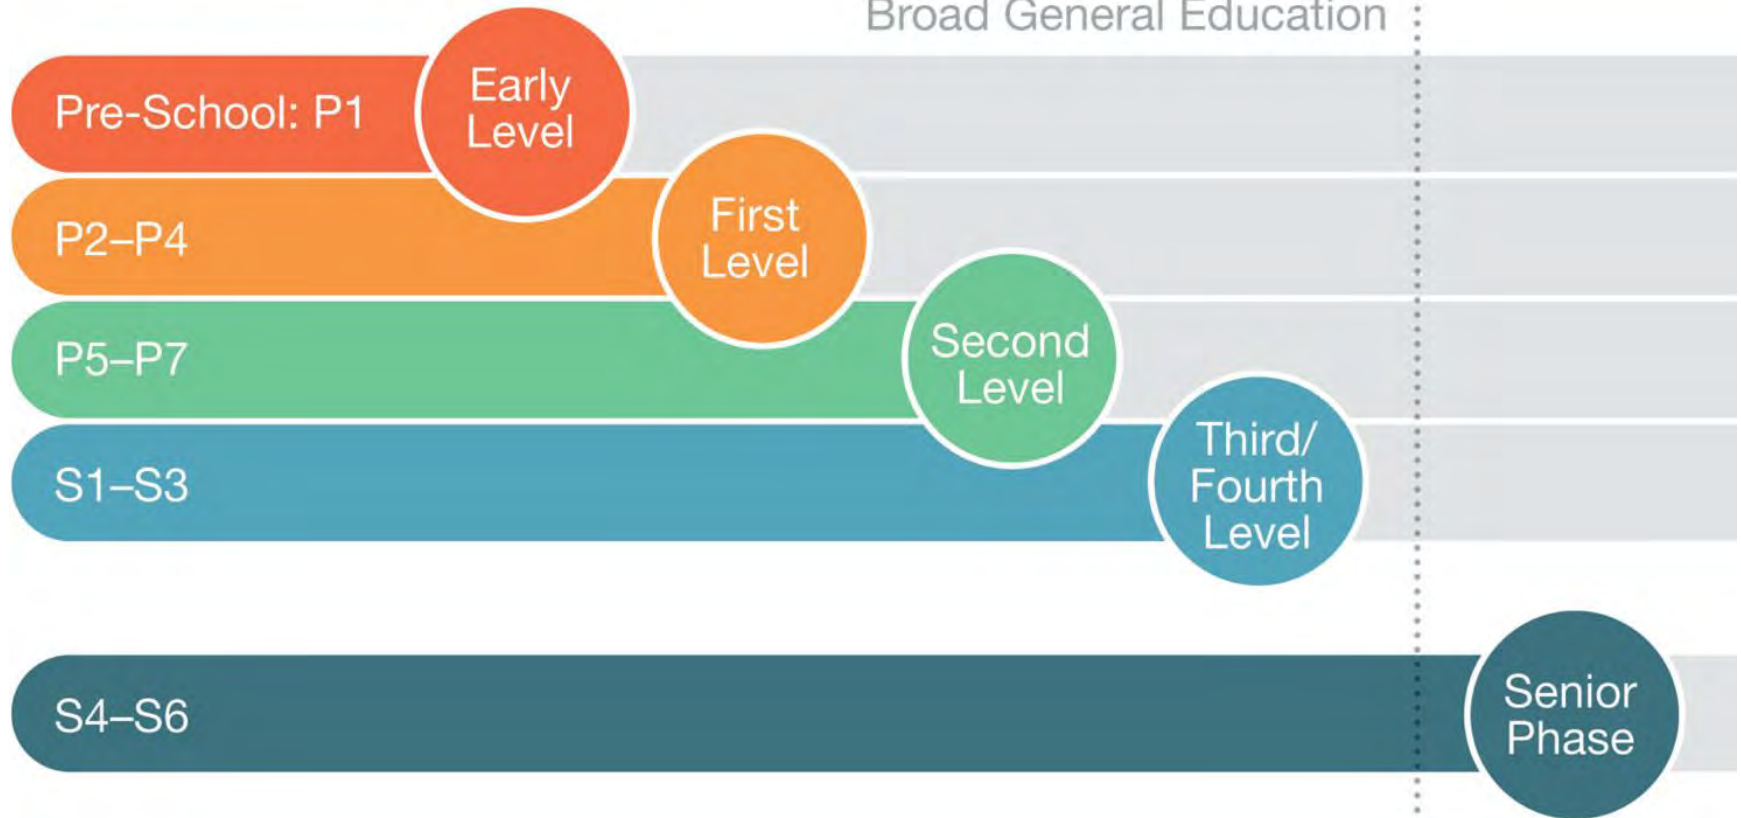 Broad General Education
Pre-School: P1
Early
Level
P2–P4
First
Level
P5–P7
Second
Level
S1–S3
Third/
Fourth
Level
S4–S6
Senior
Phase